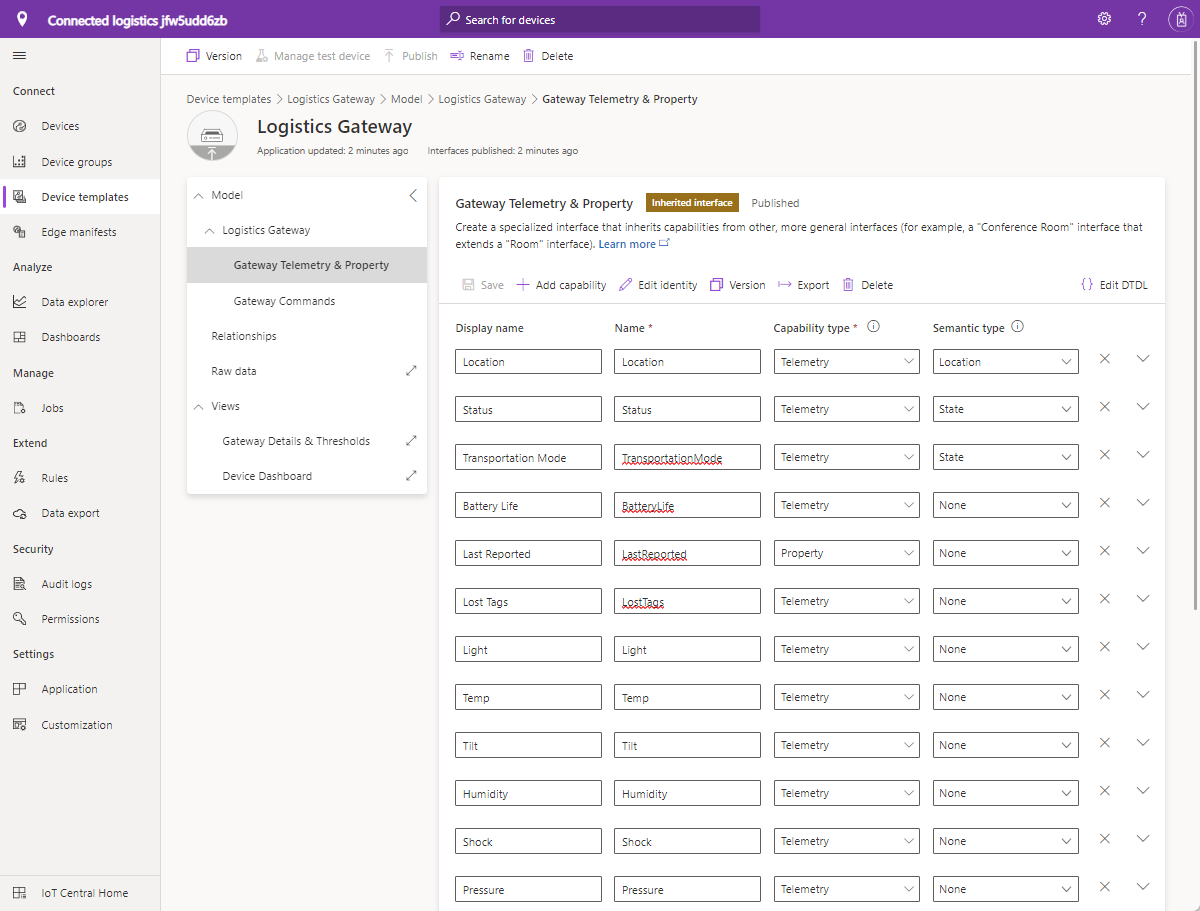 Connected logistics jfw5udd6zb
Search for devices
Version
Manage test device
Publish
Rename
Delete
Connect
Devices
Device groups
Device templates
Edge manifests
Analyze
Data explorer
Dashboards
Manage
Jobs
Extend
Rules
Data export
Security
Audit logs
Permissions
Settings
Application
Customization
IoT Central Home
Device templates > Logistics Gateway > Model > Logistics Gateway > Gateway Telemetry & Property
Logistics Gateway
Application updated: 2 minutes ago Interfaces published: 2 minutes ago
Model
Logistics Gateway
Gateway Telemetry & Property
Gateway Commands
Relationships
Raw data
Views
Gateway Details & Thresholds
Device Dashboard
Gateway Telemetry & Property Inherited interface Published
Create a specialized interface that inherits capabilities from other, more general interfaces (for example, a "Conference Room" interface that
extends a "Room" interface). Learn more
Save Add capability Edit identity Version Export Delete {} Edit DTDL
Display name Name * Capability type * Semantic type
Location Location Telemetry Location
Status Status Telemetry State
Transportation Mode TransportationMode Telemetry State
Battery Life BatteryLife Telemetry None
Last Reported LastReported Property None
Lost Tags LostTags Telemetry None
Light Light Telemetry None
Temp Temp Telemetry None
Tilt Tilt Telemetry None
Humidity Humidity Telemetry None
Shock Shock Telemetry None
Pressure Pressure Telemetry None